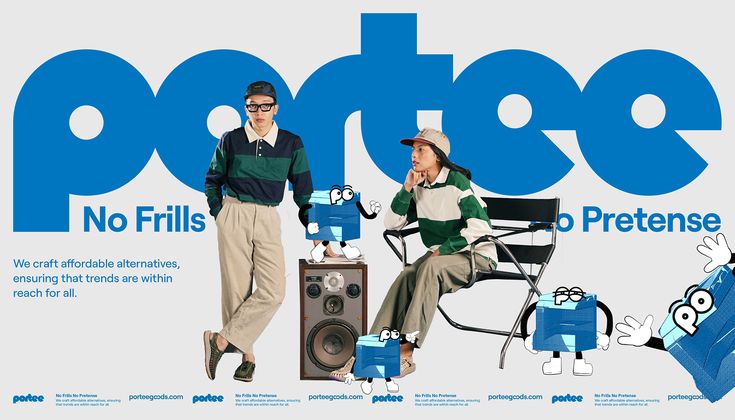 portee
No Frills
o Pretense
We craft affordable alternatives,
ensuring that trends are within
reach for all.
po
portee
No Frills No Pretense
We craft affordable alternatives, ensuring
that trends are within reach for all.
porteegoods.com
portee
No Frills No Pretense
We craft affordable alternatives, ensuring
that trends are within reach for all.
porteegoods.com
portee
No Frills No Pretense
We craft affordable alternatives, ensuring
that trends are within reach for all.
porteegoods.com
portee
No Frills No Pretense
We craft affordable alternatives, ensuring
that trends are within reach for all.
porteegoods